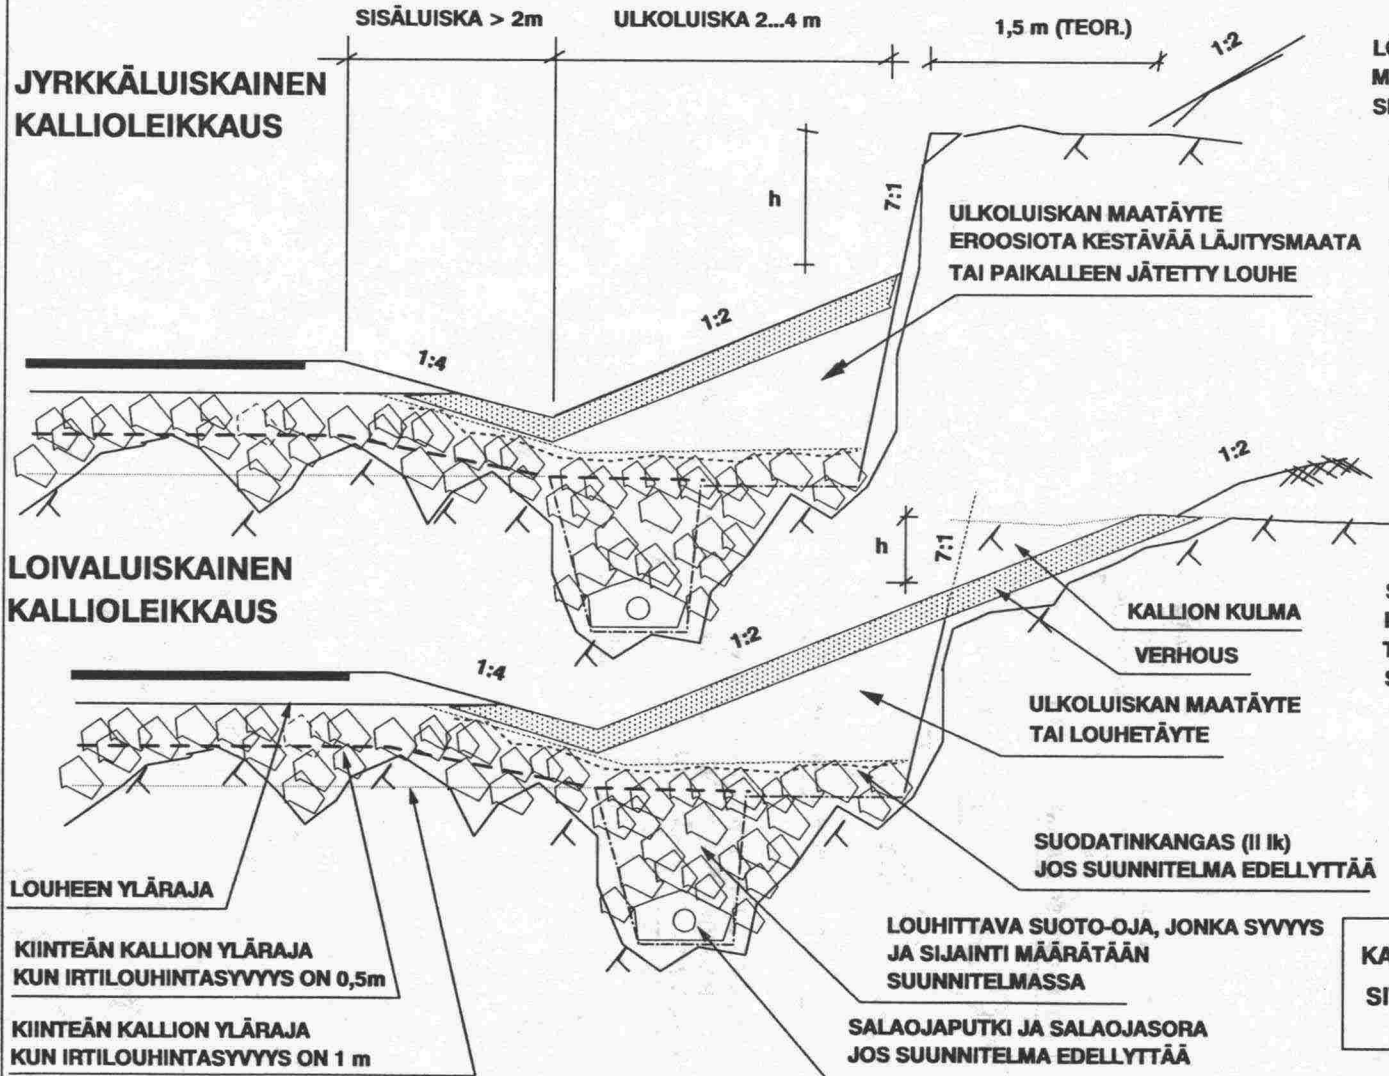 SISÄLUISKA > 2m
ULKOLUISKA 2...4 m
1,5 m (TEOR.)
1:2
JYRKKÄLUISKAINEN
KALLIOLEIKKAUS
h
7:1
ULKOLUISKAN MAATÄYTE
EROOSIOTA KESTÄVÄÄ LÄJITYSMAATA
TAI PAIKALLEEN JÄTETTY LOUHE
1:2
1:4
1:2
LOIVALUISKAINEN
KALLIOLEIKKAUS
h
7:1
KALLION KULMA
1:2
VERHOUS
1:4
ULKOLUISKAN MAATÄYTE
TAI LOUHETÄYTE
SUODATINKANGAS (II lk)
JOS SUUNNITELMA EDELLYTTÄÄ
LOUHEEN YLÄRAJA
LOUHITTAVA SUOTO-OJA, JONKA SYVYYS
JA SIJAINTI MÄÄRÄTÄÄN
SUUNNITELMASSA
KIINTEÄN KALLION YLÄRAJA
KUN IRTILOUHINTASYVYYS ON 0,5m
KIINTEÄN KALLION YLÄRAJA
KUN IRTILOUHINTASYVYYS ON 1 m
SALAOJAPUTKI JA SALAOJASORA
JOS SUUNNITELMA EDELLYTTÄÄ